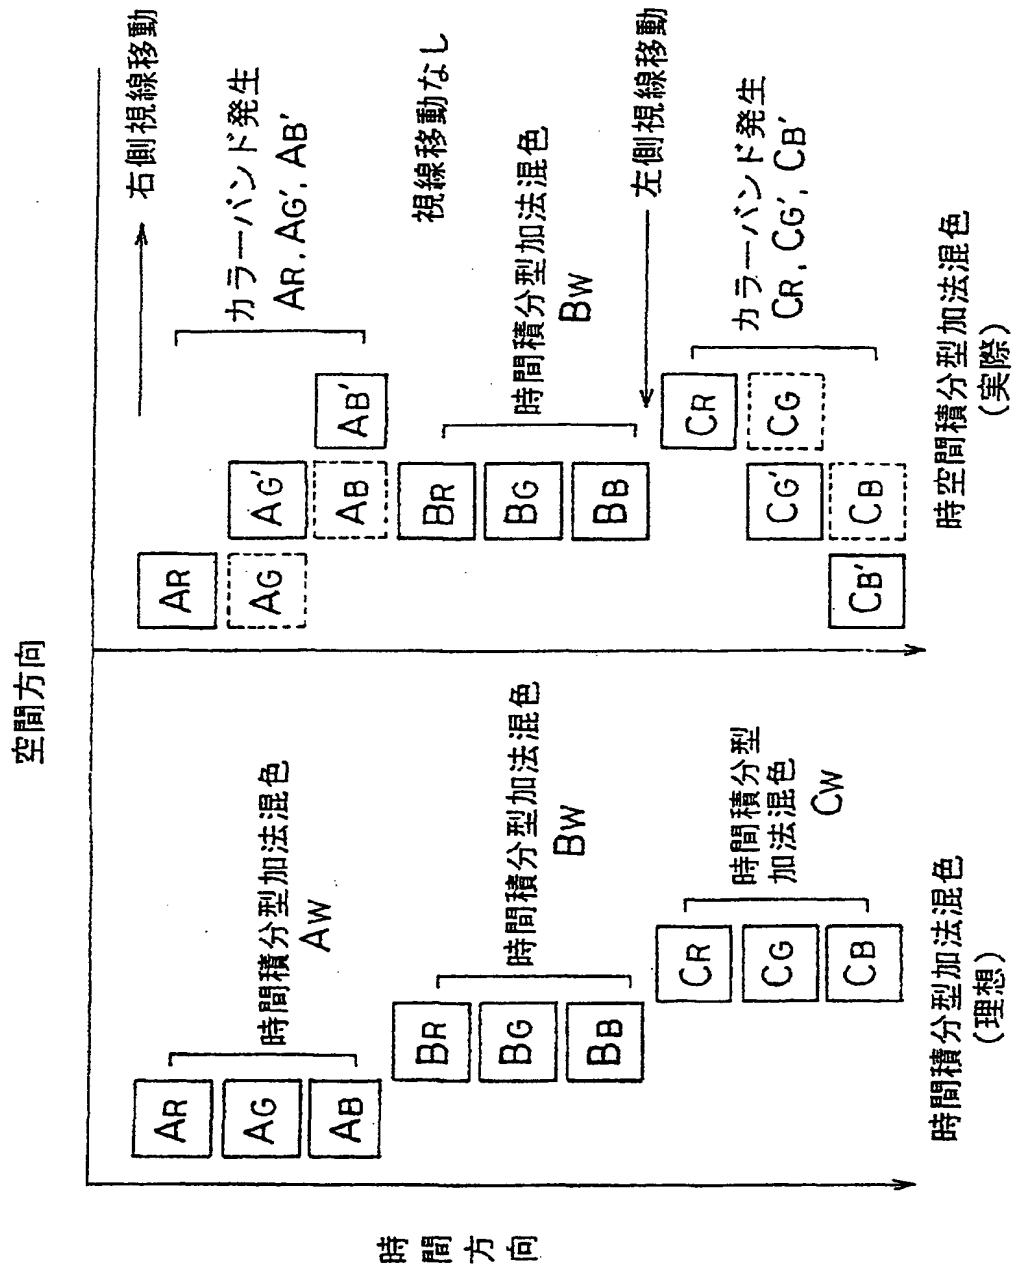 空間方向
時間方向
AR
AG
AB
時間積分型加法混色
AW
BR
BG
BB
時間積分型加法混色
BW
CR
CG
CB
時間積分型
加法混色
CW
時間積分型加法混色
(理想)
右側視線移動
AR
AG AG'
AB AB'
カラーバンド発生
AR, AG', AB'
視線移動なし
BR
BG
BB
時間積分型加法混色
BW
左側視線移動
CR
CG' CG
CB' CB
カラーバンド発生
CR, CG', CB'
時空間積分型加法混色
(実際)